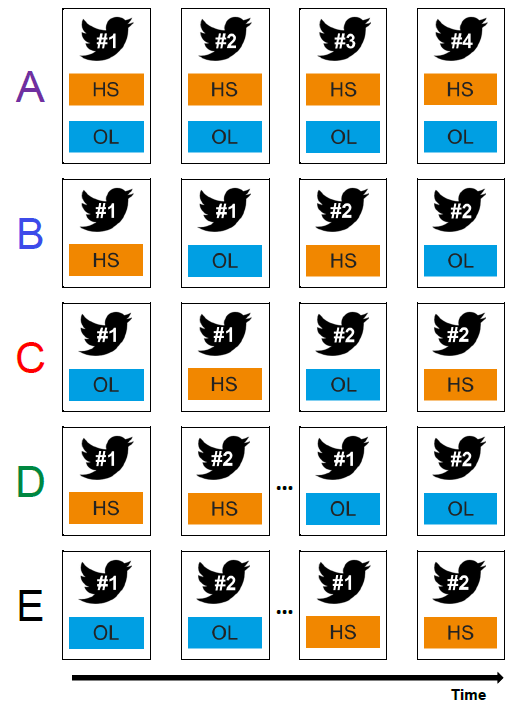 #1 #2 #3 #4
A HS HS HS HS
OL OL OL OL
#1 #1 #2 #2
B HS OL HS OL
#1 #1 #2 #2
C OL HS OL HS
#1 #2 #1 #2
D HS HS ... OL OL
#1 #2 #1 #2
E OL OL ... HS HS
Time